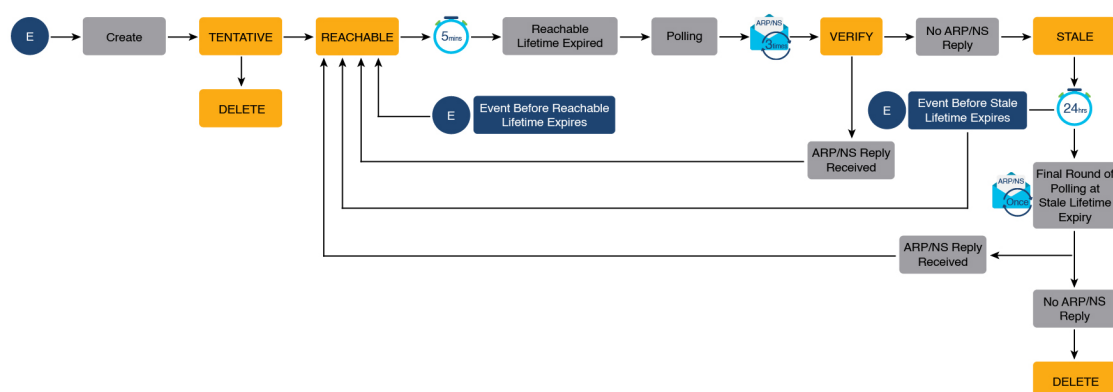 E
Create
TENTATIVE
REACHABLE
5mins
Reachable
Lifetime Expired
Polling
ARP/NS
3times
VERIFY
No ARP/NS
Reply
STALE
DELETE
E
Event Before Reachable
Lifetime Expires
E
Event Before Stale
Lifetime Expires
24hrs
ARP/NS Reply
Received
ARP/NS
Once
Final Round of
Polling at
Stale Lifetime
Expiry
ARP/NS Reply
Received
No ARP/NS
Reply
DELETE